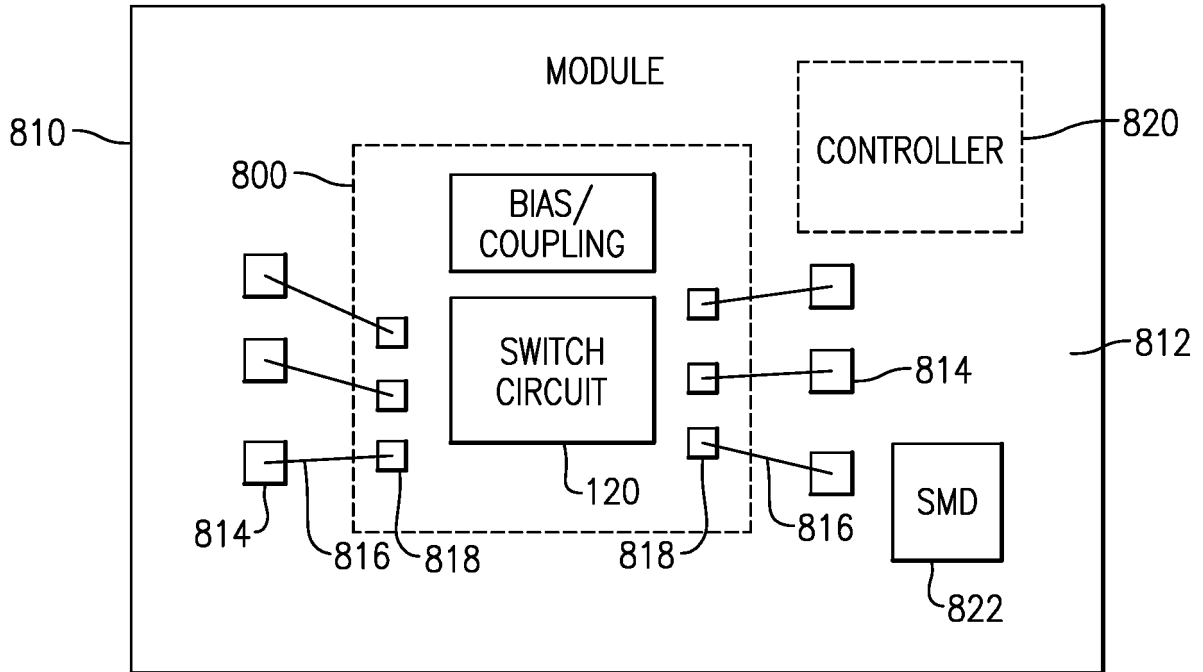 MODULE
810
CONTROLLER
820
800
BIAS/
COUPLING
SWITCH
CIRCUIT
812
814
120
SMD
814
816
818
818
816
822